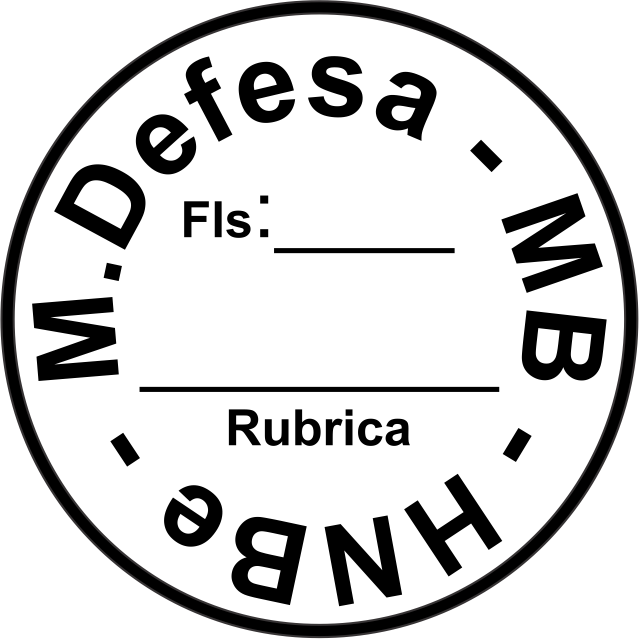 M.Defesa - MB - HNBe -
Fls:
Rubrica